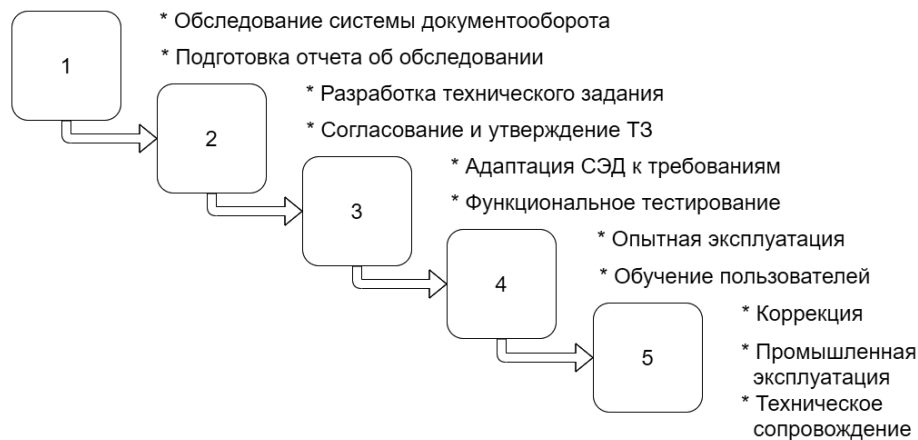 1
* Обследование системы документооборота
* Подготовка отчета об обследовании
2
* Разработка технического задания
* Согласование и утверждение ТЗ
3
* Адаптация СЭД к требованиям
* Функциональное тестирование
4
* Опытная эксплуатация
* Обучение пользователей
5
* Коррекция
* Промышленная
эксплуатация
* Техническое
сопровождение